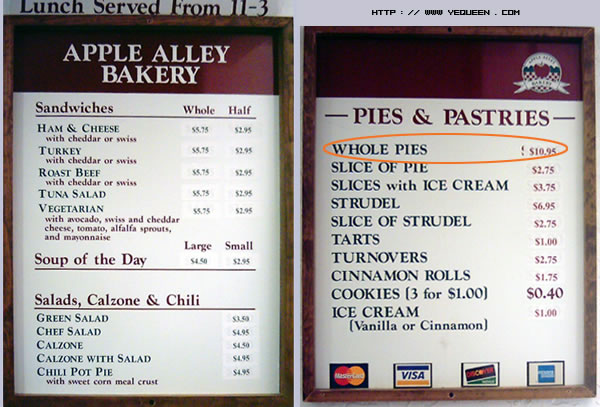 Lunch Served From 11-3
HTTP : // WWW YEQUEEN . COM
APPLE ALLEY
BAKERY
Sandwiches Whole Half
HAM & CHEESE $5.75 $2.95
with cheddar or swiss
TURKEY $5.75 $2.95
with cheddar or swiss
ROAST BEEF $5.75 $2.95
with cheddar or swiss
TUNA SALAD $5.75 $2.95
VEGETARIAN $5.75 $2.95
with avocado, swiss and cheddar
cheese, tomato, alfalfa sprouts,
and mayonnaise
Large Small
Soup of the Day $4.50 $2.95
Salads, Calzone & Chili
GREEN SALAD $3.50
CHEF SALAD $4.95
CALZONE $4.50
CALZONE WITH SALAD $4.95
CHILI POT PIE $4.95
with sweet corn meal crust
APPLE ALLEY
BAKERY
— PIES & PASTRIES —
WHOLE PIES $10.95
SLICE OF PIE $2.75
SLICES with ICE CREAM $3.75
STRUDEL $6.95
SLICE OF STRUDEL $2.75
TARTS $1.00
TURNOVERS $2.75
CINNAMON ROLLS $1.75
COOKIES (3 for $1.00) $0.40
ICE CREAM $1.00
(Vanilla or Cinnamon)
MasterCard VISA DISCOVER